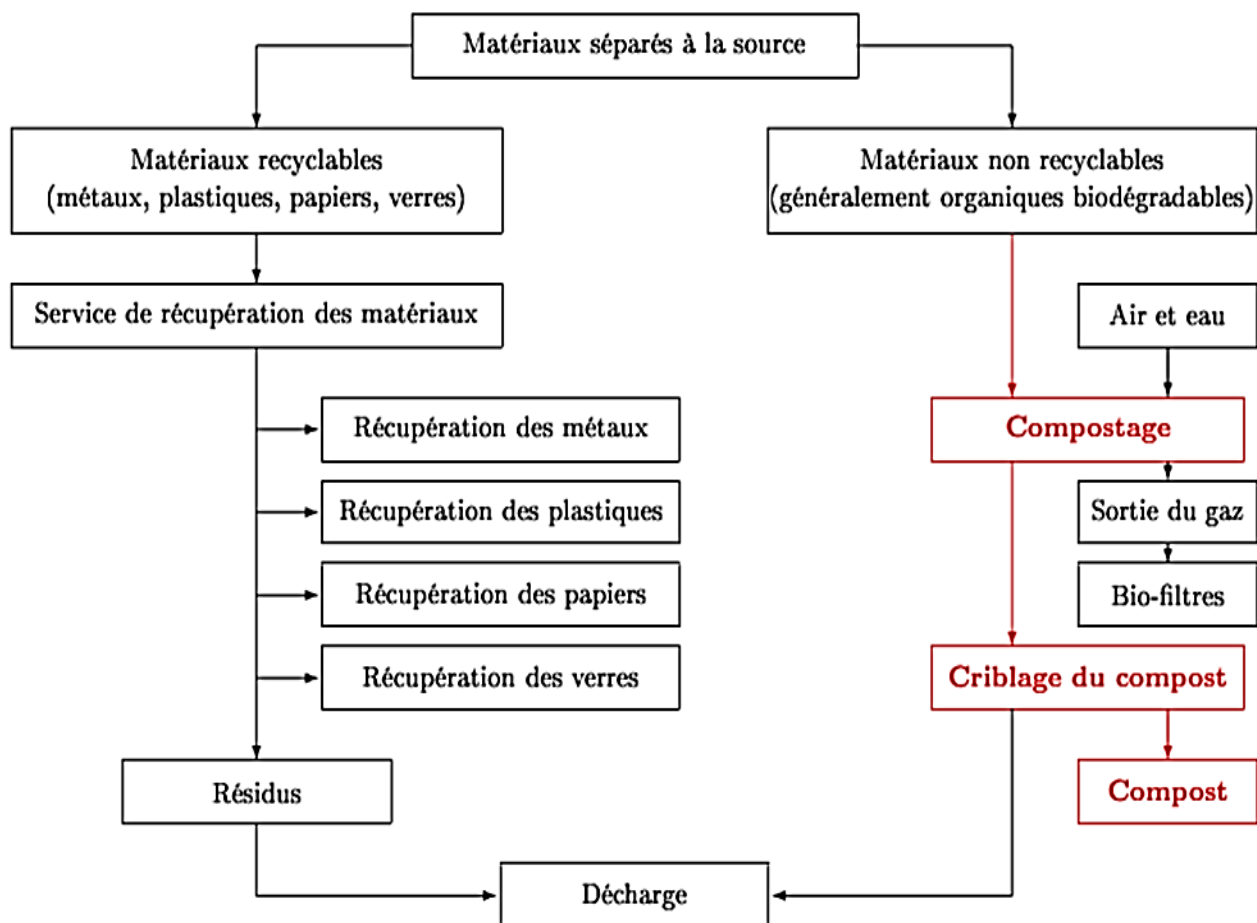 Matériaux séparés à la source
Matériaux recyclables
(métaux, plastiques, papiers, verres)
Matériaux non recyclables
(généralement organiques biodégradables)
Service de récupération des matériaux
Air et eau
Récupération des métaux
Compostage
Récupération des plastiques
Sortie du gaz
Récupération des papiers
Bio-filtres
Récupération des verres
Criblage du compost
Résidus
Compost
Décharge